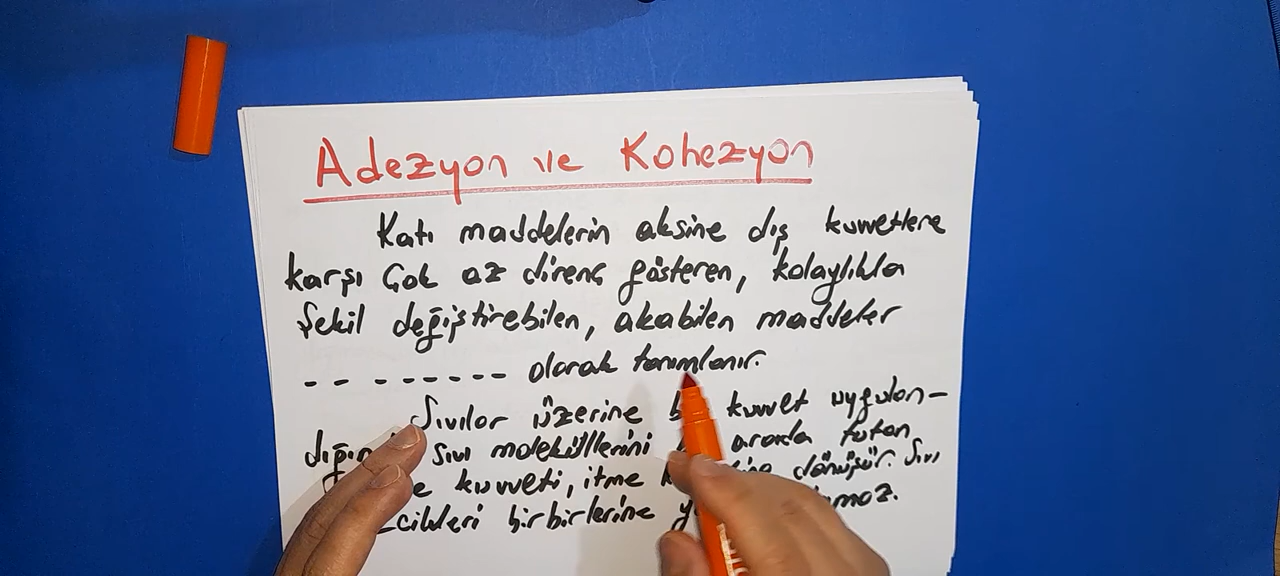 Adezyon ve Kohezyon
Katı maddelerin aksine dış kuvvetlere
karşı Çok az direnç gösteren, kolaylıkla
Şekil değiştirebilen, akabilen maddeler
-- ------- olarak tanımlanır.
Sıvılar üzerine kuvvet uygulan-
sıvı moleküllerini arada tutan
kuvveti, itme dönüşür. Sıvı
birbirlerine